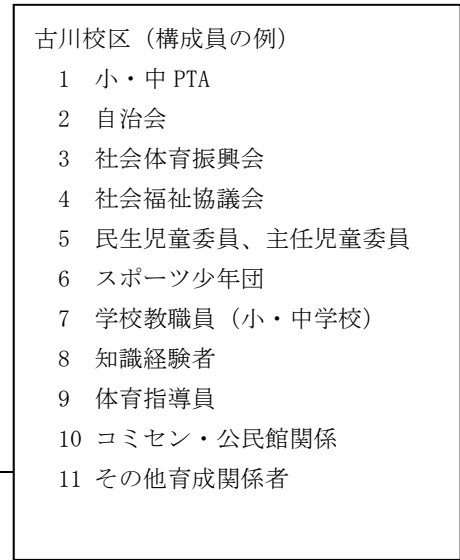 古川校区（構成員の例）
1 小・中 PTA
2 自治会
3 社会体育振興会
4 社会福祉協議会
5 民生児童委員、主任児童委員
6 スポーツ少年団
7 学校教職員（小・中学校）
8 知識経験者
9 体育指導員
10 コミセン・公民館関係
11 その他育成関係者